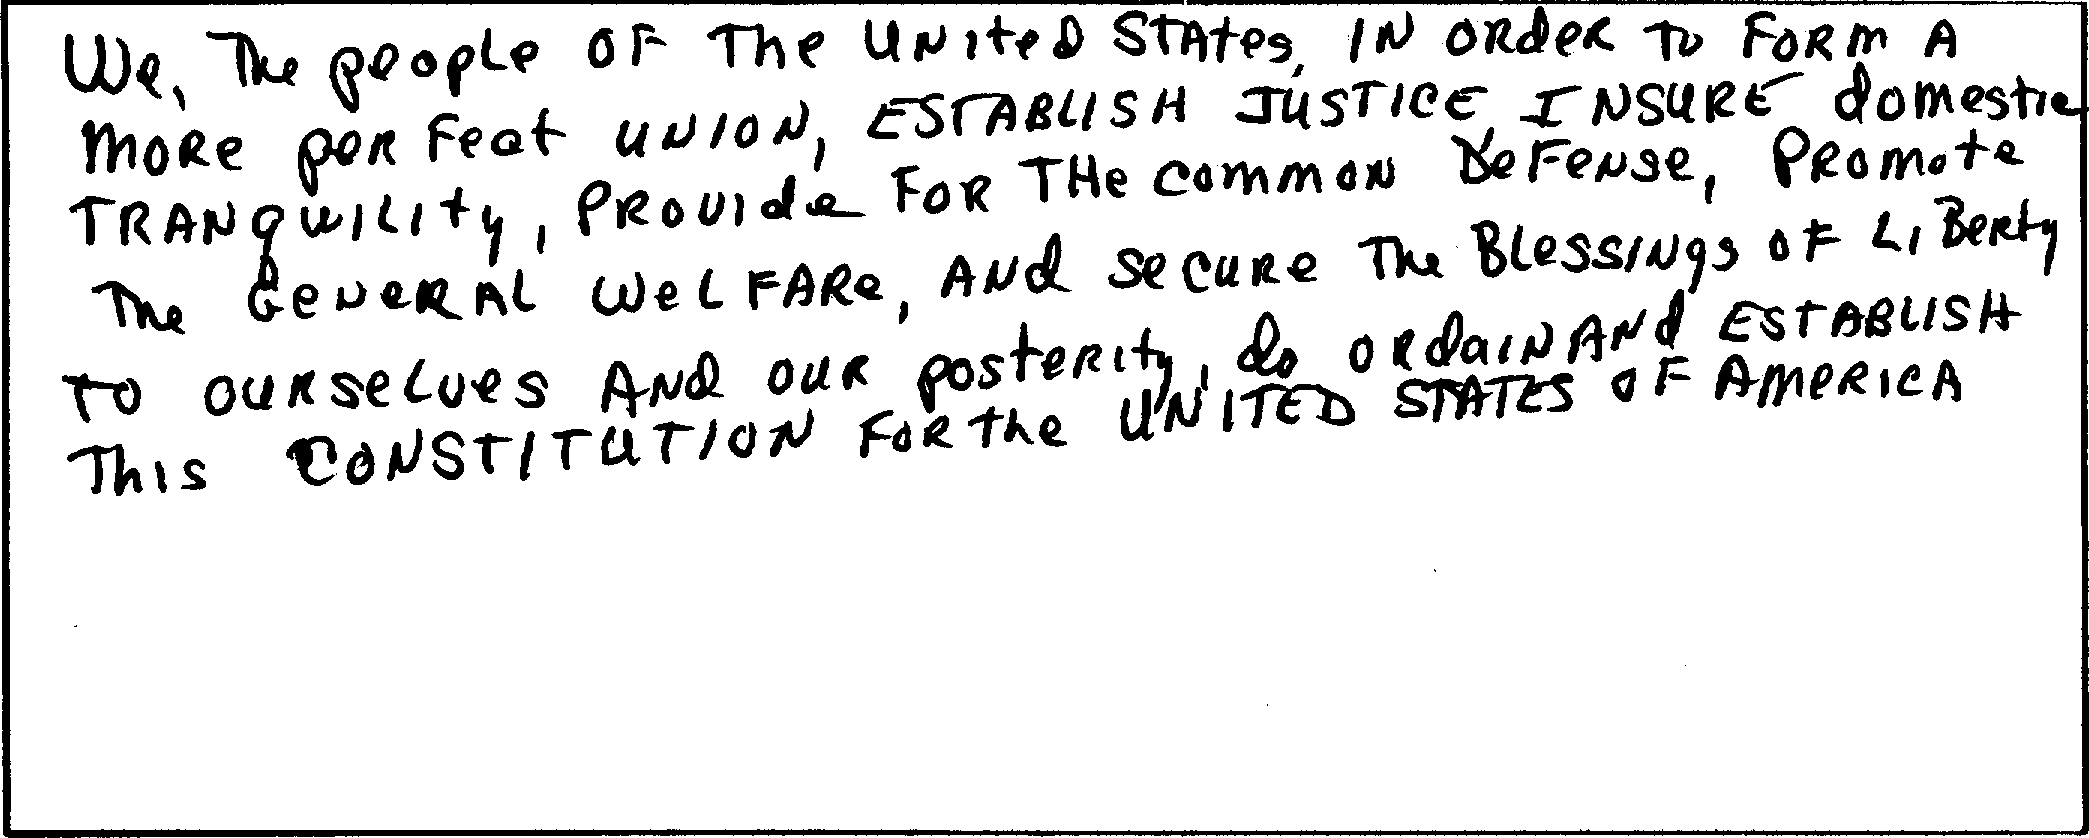 We, The people OF The UNIteD STAtes, IN ORdeR TO FORM A
MORe peRFeat UNION, ESTABLISH JUSTICE INSURE domestic
TRANqWILIty, PROVIde FOR THe COMMON DeFeNse, PROMote
The GeNeRAL WeLFARe, ANd SeCURe The BLessINgs OF LIBeRty
TO OURSeLVes ANd OUR posteRIty, do ORdaIN ANd ESTABLISH
This CONSTITUTION FOR the UNITED STATES OF AMeRICA